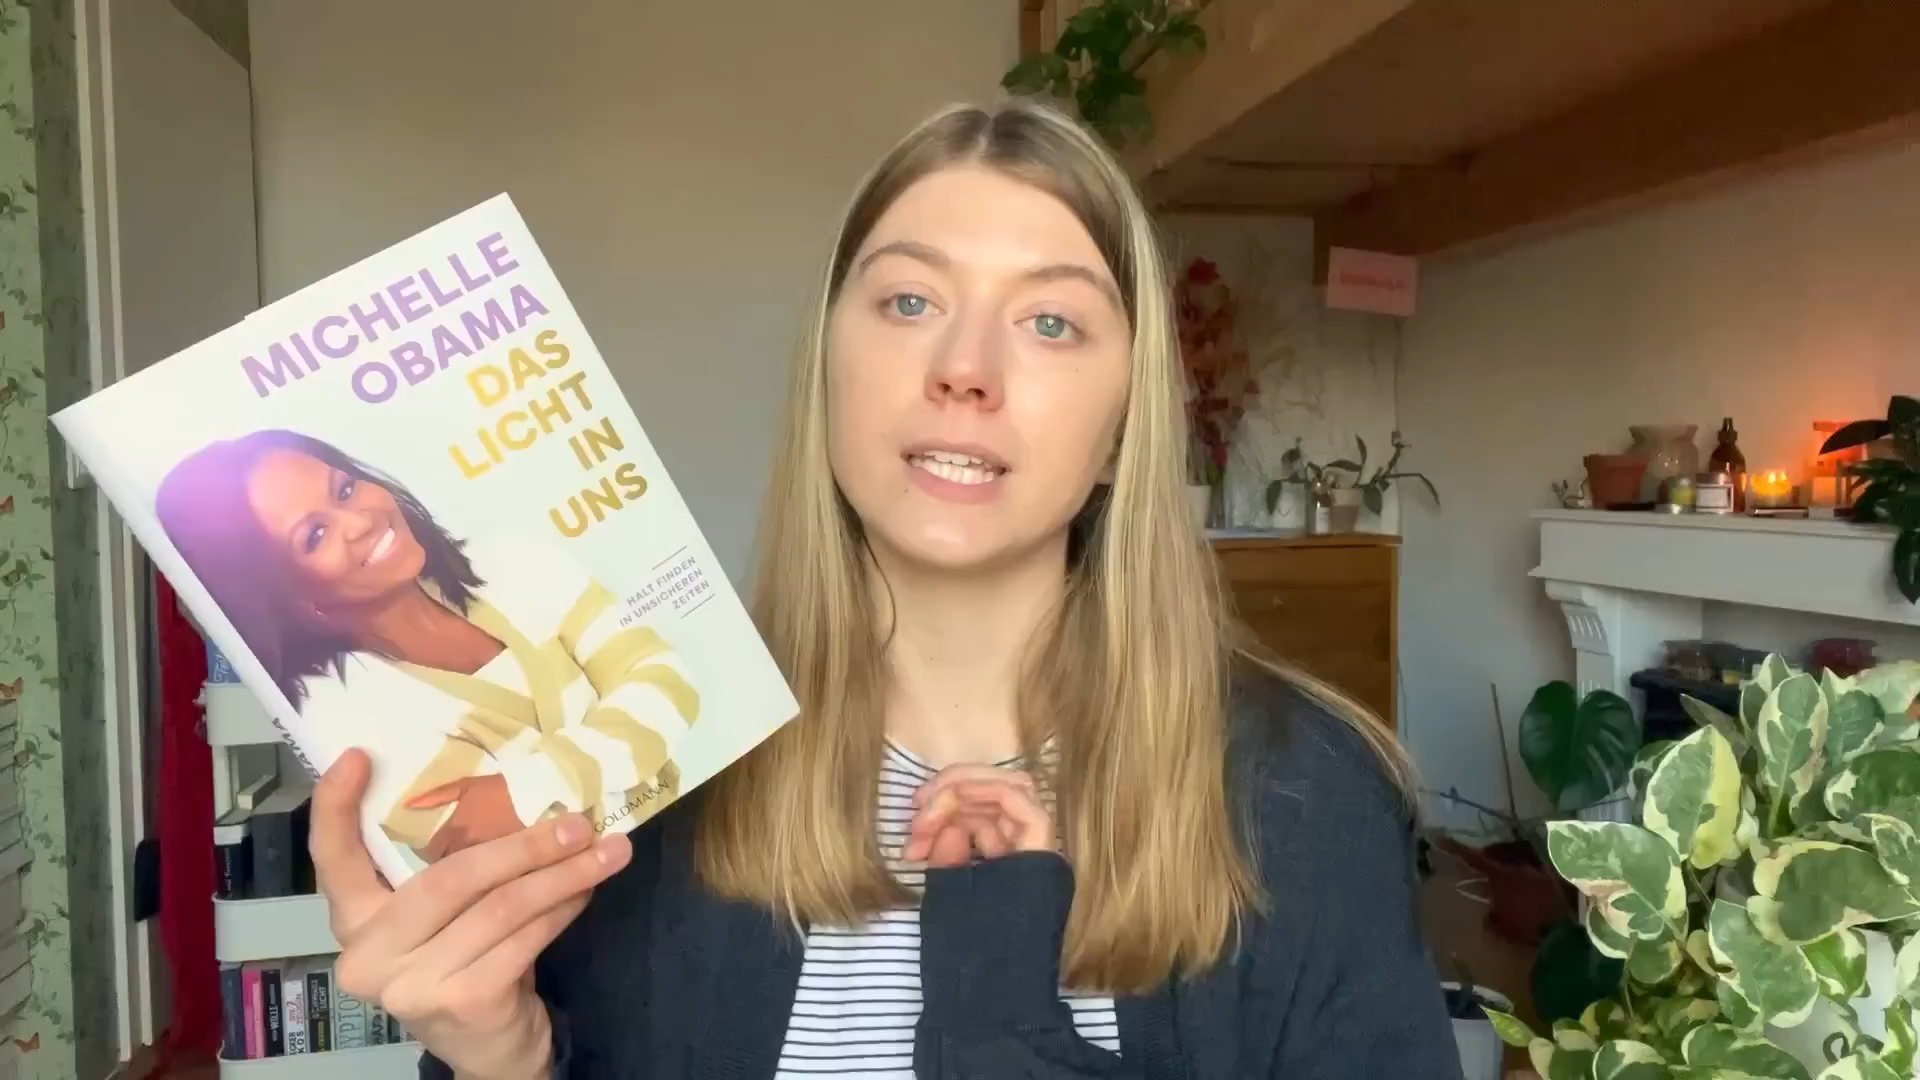 MICHELLE
OBAMA
DAS
LICHT
IN
UNS
HALT FINDEN
IN UNSICHEREN
ZEITEN
GOLDMANN